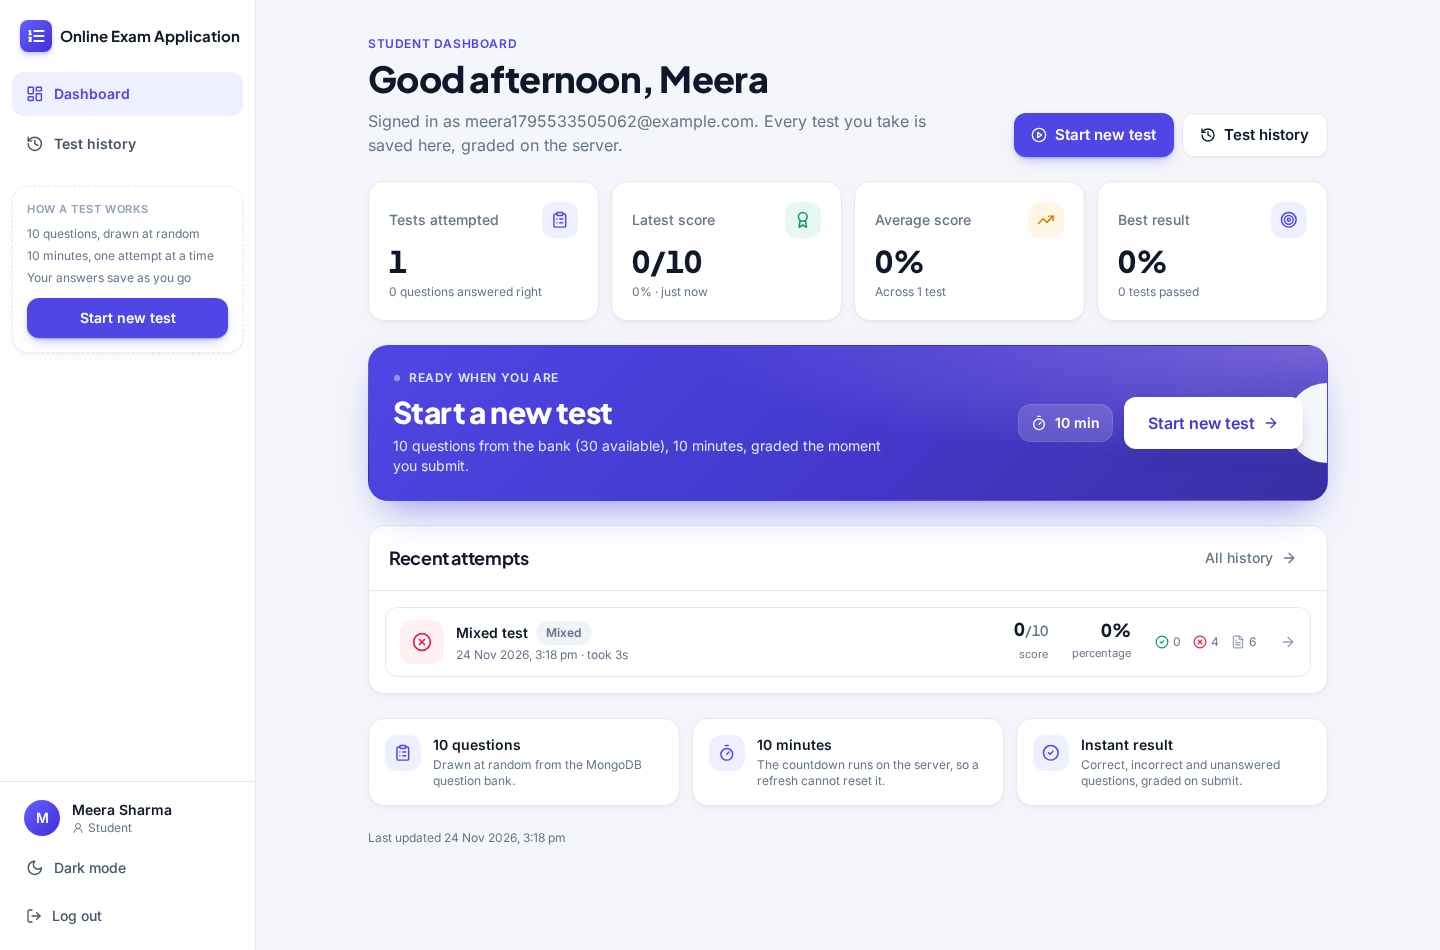 Online Exam Application
Dashboard
Test history
HOW A TEST WORKS
10 questions, drawn at random
10 minutes, one attempt at a time
Your answers save as you go
Start new test
Meera Sharma
M
Student
Dark mode
Log out
STUDENT DASHBOARD
Good afternoon, Meera
Signed in as meera1795533505062@example.com. Every test you take is
saved here, graded on the server.
Start new test
Test history
Tests attempted
1
0 questions answered right
Latest score
0/10
0% · just now
Average score
0%
Across 1 test
Best result
0%
0 tests passed
READY WHEN YOU ARE
Start a new test
10 questions from the bank (30 available), 10 minutes, graded the moment
you submit.
10 min
Start new test
Recent attempts
All history
Mixed test
Mixed
24 Nov 2026, 3:18 pm · took 3s
0/10
score
0%
percentage
0
4
6
10 questions
Drawn at random from the MongoDB
question bank.
10 minutes
The countdown runs on the server, so a
refresh cannot reset it.
Instant result
Correct, incorrect and unanswered
questions, graded on submit.
Last updated 24 Nov 2026, 3:18 pm